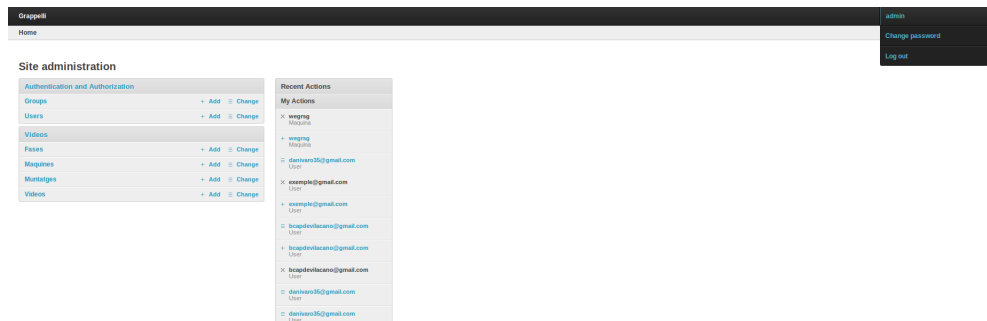 Grappelli
admin
Home
Change password
Log out
Site administration
Authentication and Authorization
Groups + Add Change
Users + Add Change
Videos
Fases + Add Change
Maquines + Add Change
Muntatges + Add Change
Videos + Add Change
Recent Actions
My Actions
wegrsg
Maquina
+ wegrsg
Maquina
danivaro35@gmail.com
User
exemple@gmail.com
User
+ exemple@gmail.com
User
bcapdevilacano@gmail.com
User
+ bcapdevilacano@gmail.com
User
bcapdevilacano@gmail.com
User
danivaro35@gmail.com
User
danivaro35@gmail.com
User